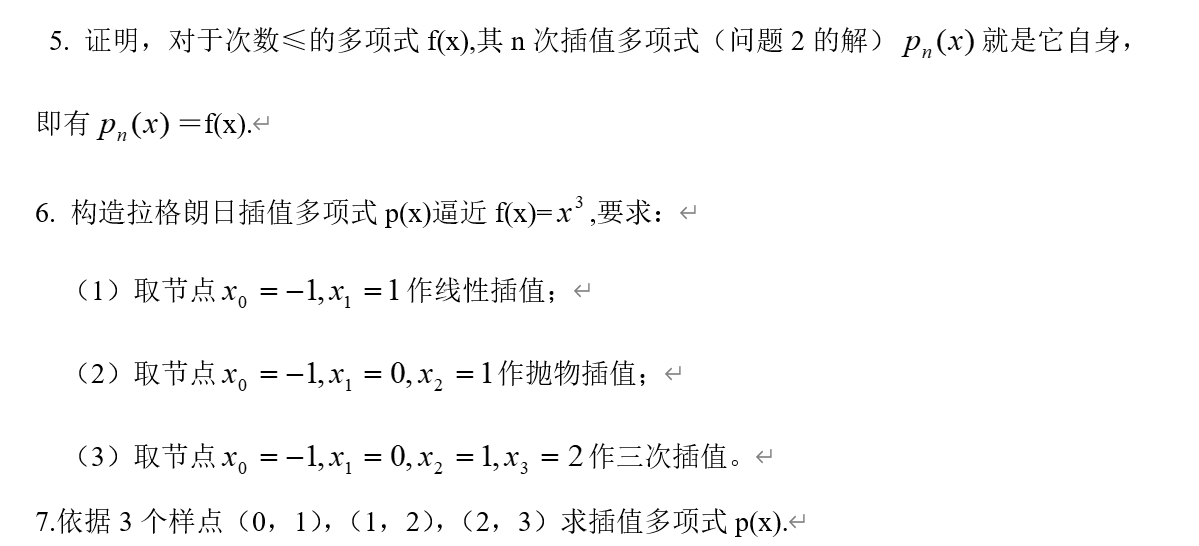 5. 证明，对于次数≤的多项式 f(x),其 n 次插值多项式（问题 2 的解） pₙ(x) 就是它自身，
即有 pₙ(x) ＝f(x).↵
6. 构造拉格朗日插值多项式 p(x)逼近 f(x)= x³ ,要求：↵
（1）取节点 x₀ = −1, x₁ = 1 作线性插值；↵
（2）取节点 x₀ = −1, x₁ = 0, x₂ = 1 作抛物插值；↵
（3）取节点 x₀ = −1, x₁ = 0, x₂ = 1, x₃ = 2 作三次插值。↵
7.依据 3 个样点（0，1），（1，2），（2，3）求插值多项式 p(x).↵